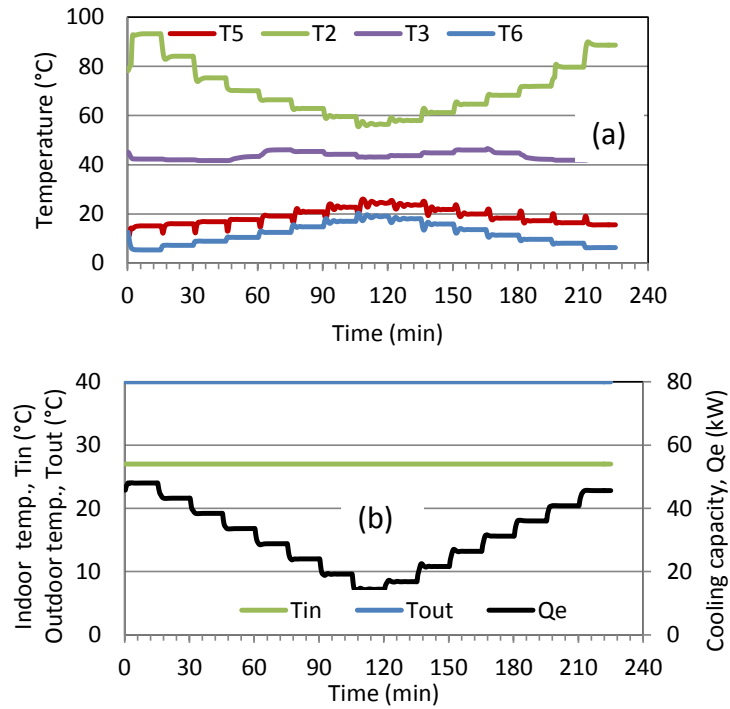 100
80
60
40
20
0
Temperature (°C)
T5 T2 T3 T6
(a)
0 30 60 90 120 150 180 210 240
Time (min)
40
30
20
10
0
Indoor temp., Tin (°C)
Outdoor temp., Tout (°C)
(b)
Tin Tout Qe
80
60
40
20
0
Cooling capacity, Qe (kW)
0 30 60 90 120 150 180 210 240
Time (min)